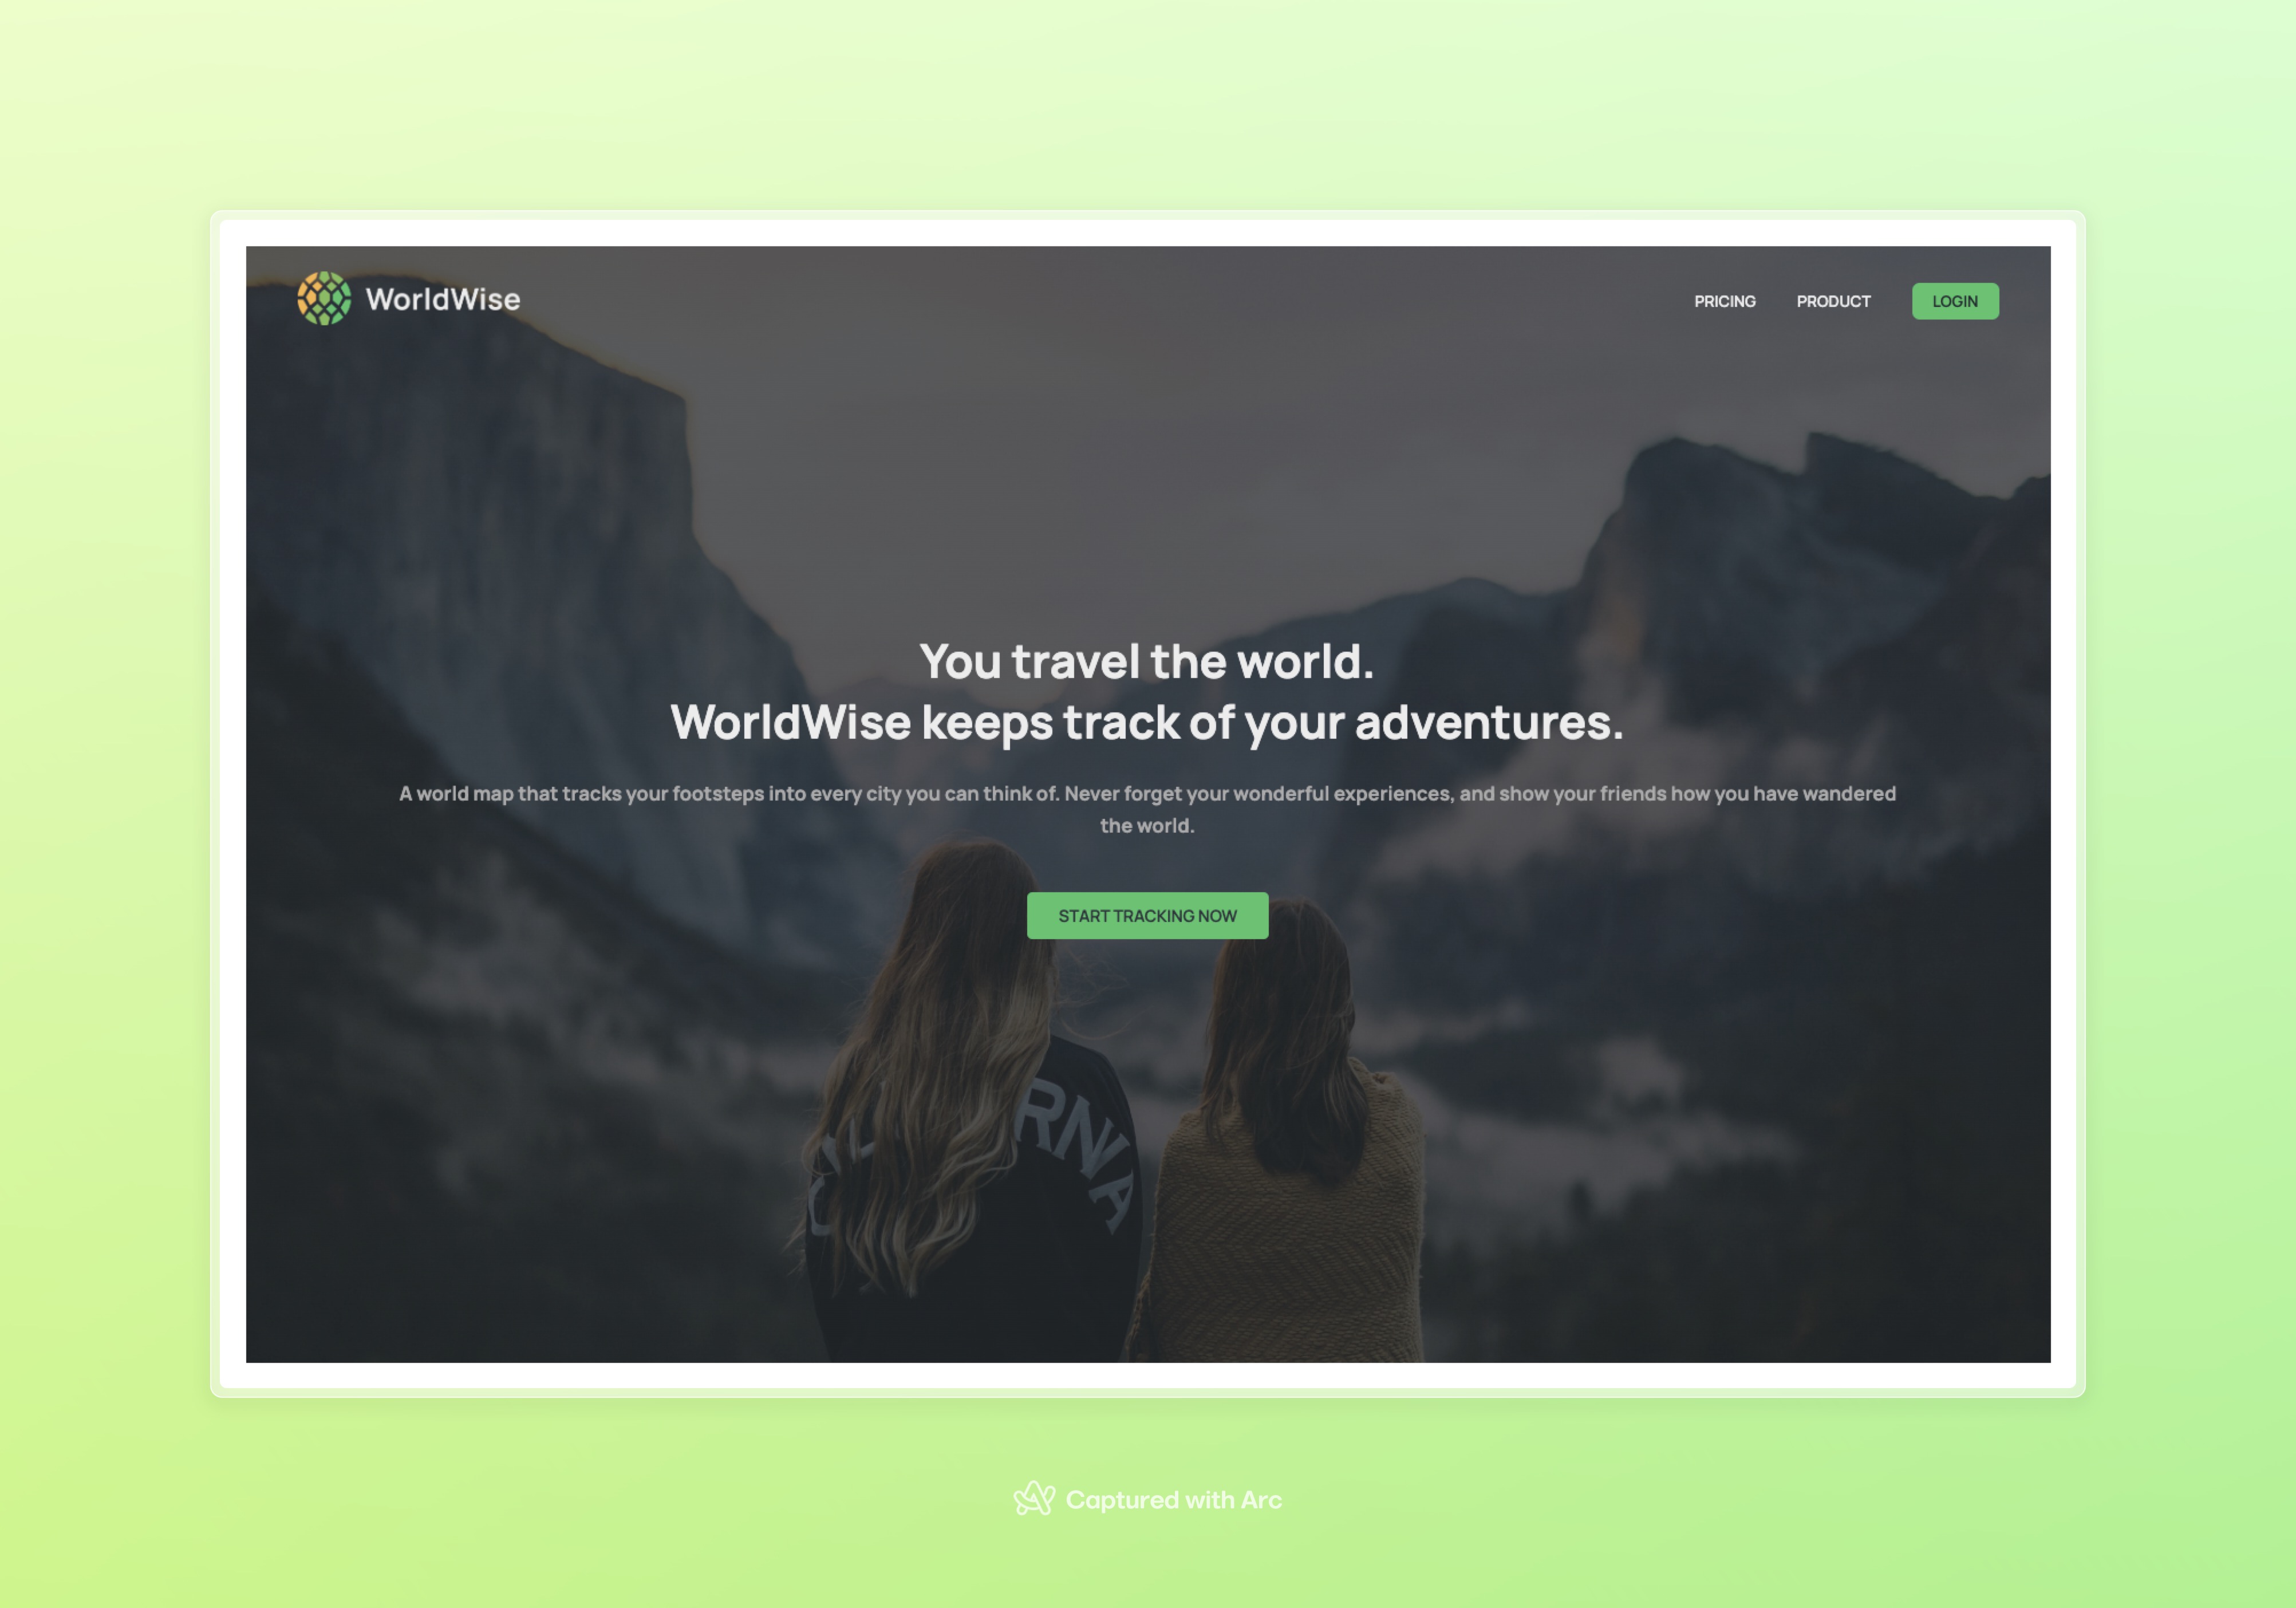 WorldWise
PRICING PRODUCT LOGIN
You travel the world.
WorldWise keeps track of your adventures.
A world map that tracks your footsteps into every city you can think of. Never forget your wonderful experiences, and show your friends how you have wandered
the world.
START TRACKING NOW
RNIA
Captured with Arc